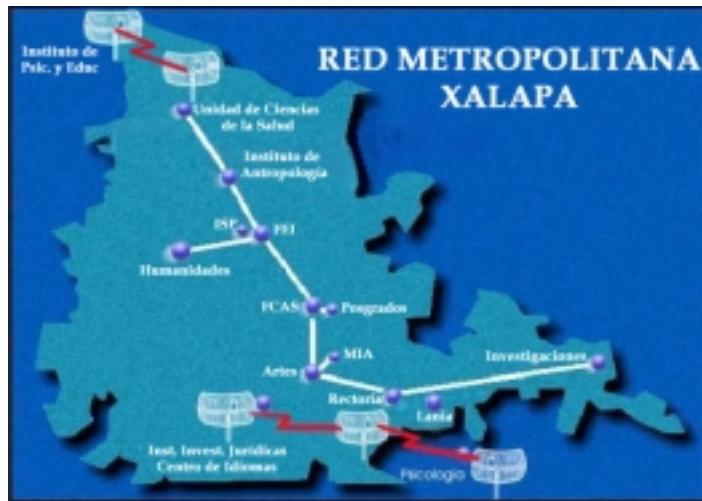 RED METROPOLITANA
XALAPA
Instituto de
Psic. y Educ
Unidad de Ciencias
de la Salud
Instituto de
Antropología
FEI
Humanidades
FCAS
Posgrados
MIA
Artes
Investigaciones
Rectoría
Lania
Inst. Invest. Jurídicas
Centro de Idiomas
Psicología